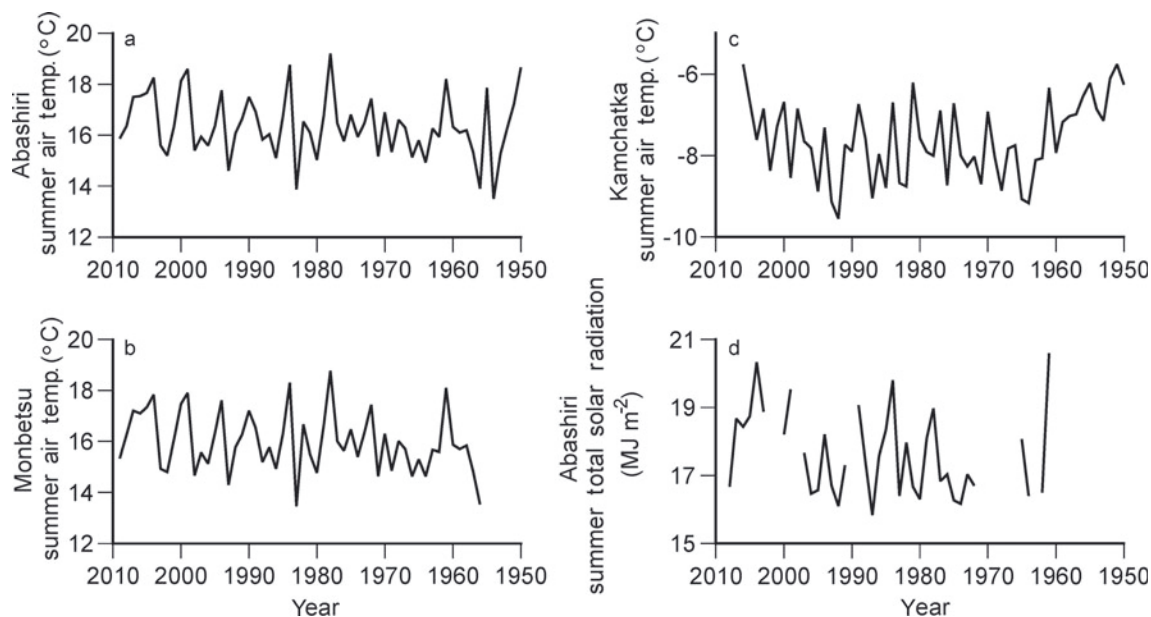 a
Abashiri
summer air temp.(°C)
20
18
16
14
12
2010 2000 1990 1980 1970 1960 1950
c
Kamchatka
summer air temp.(°C)
-6
-8
-10
2010 2000 1990 1980 1970 1960 1950
b
Monbetsu
summer air temp.(°C)
20
18
16
14
12
2010 2000 1990 1980 1970 1960 1950
Year
d
Abashiri
summer total solar radiation
(MJ m-2)
21
19
17
15
2010 2000 1990 1980 1970 1960 1950
Year